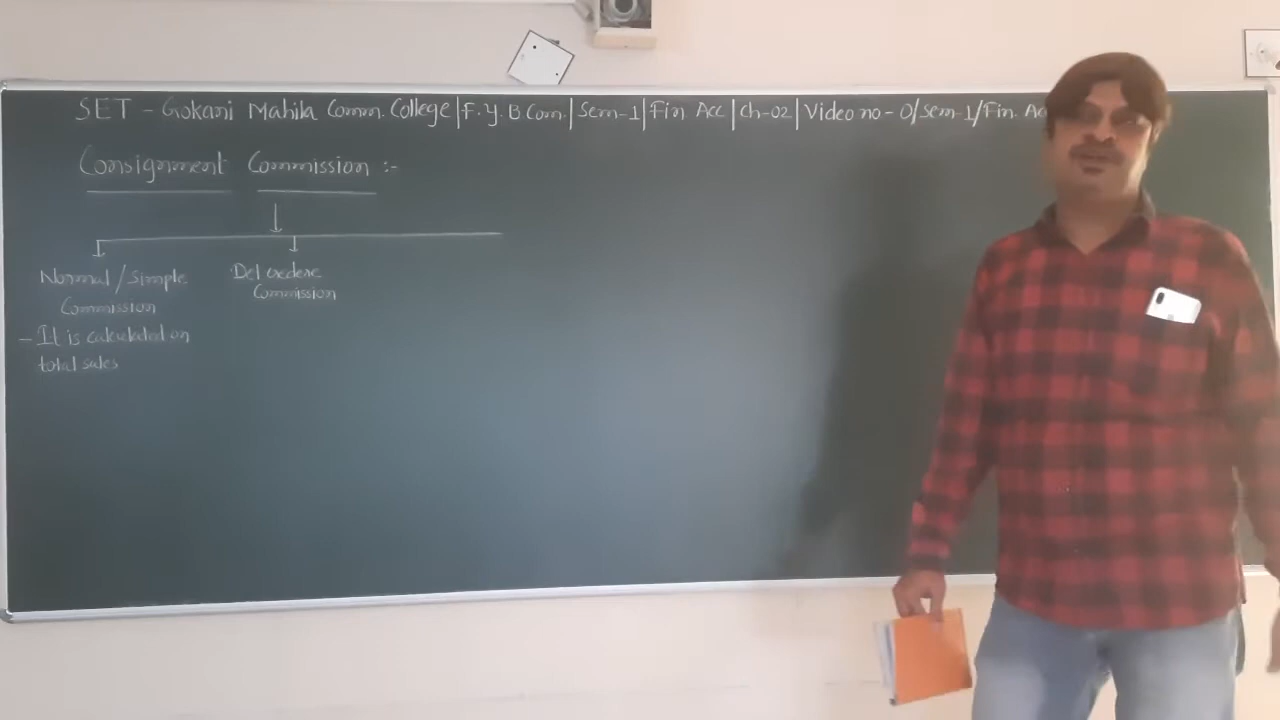 SET - Gokani Mahila Comm. College | F. Y. B Com. | Sem-1 | Fin Acc | Ch-02 | Video no - 0/Sem-1/Fin. Ac
Consignment Commission :-
Normal/Simple Commission
Del credere Commission
- It is calculated on
total sales